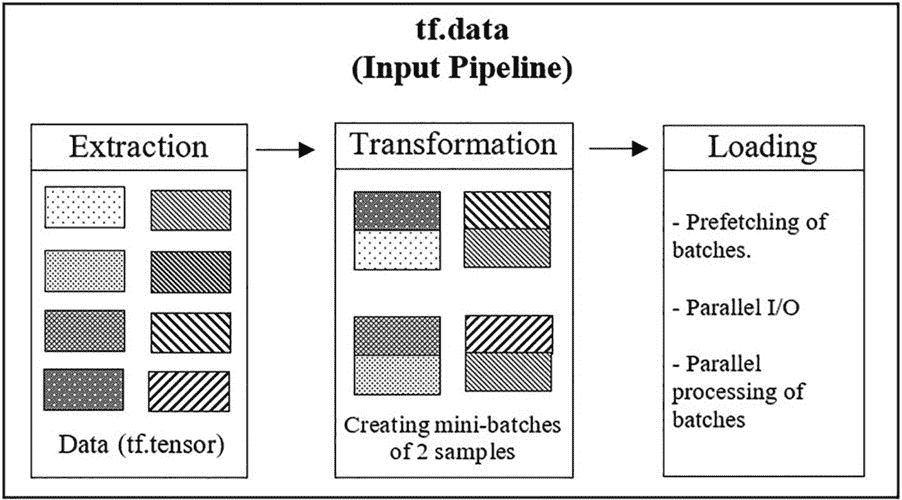 tf.data
(Input Pipeline)
Extraction
Data (tf.tensor)
Transformation
Creating mini-batches
of 2 samples
Loading
- Prefetching of
batches.
- Parallel I/O
- Parallel
processing of
batches